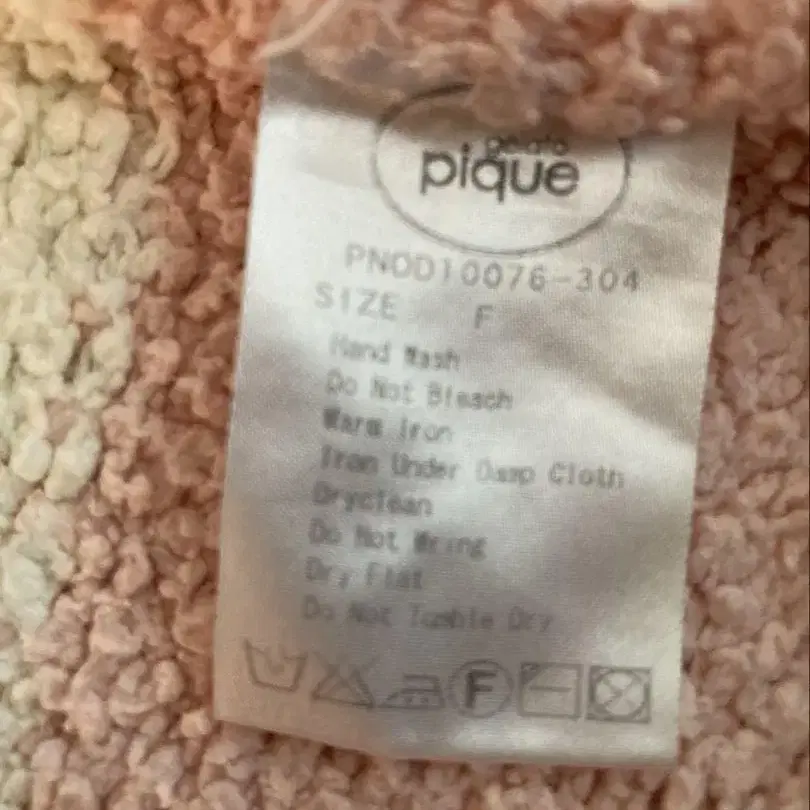 gelato
pique
PNOD10076-304
SIZE F
Hand Wash
Do Not Bleach
Warm Iron
Iron Under Damp Cloth
Dryclean
Do Not Wring
Dry Flat
Do Not Tumble Dry
F